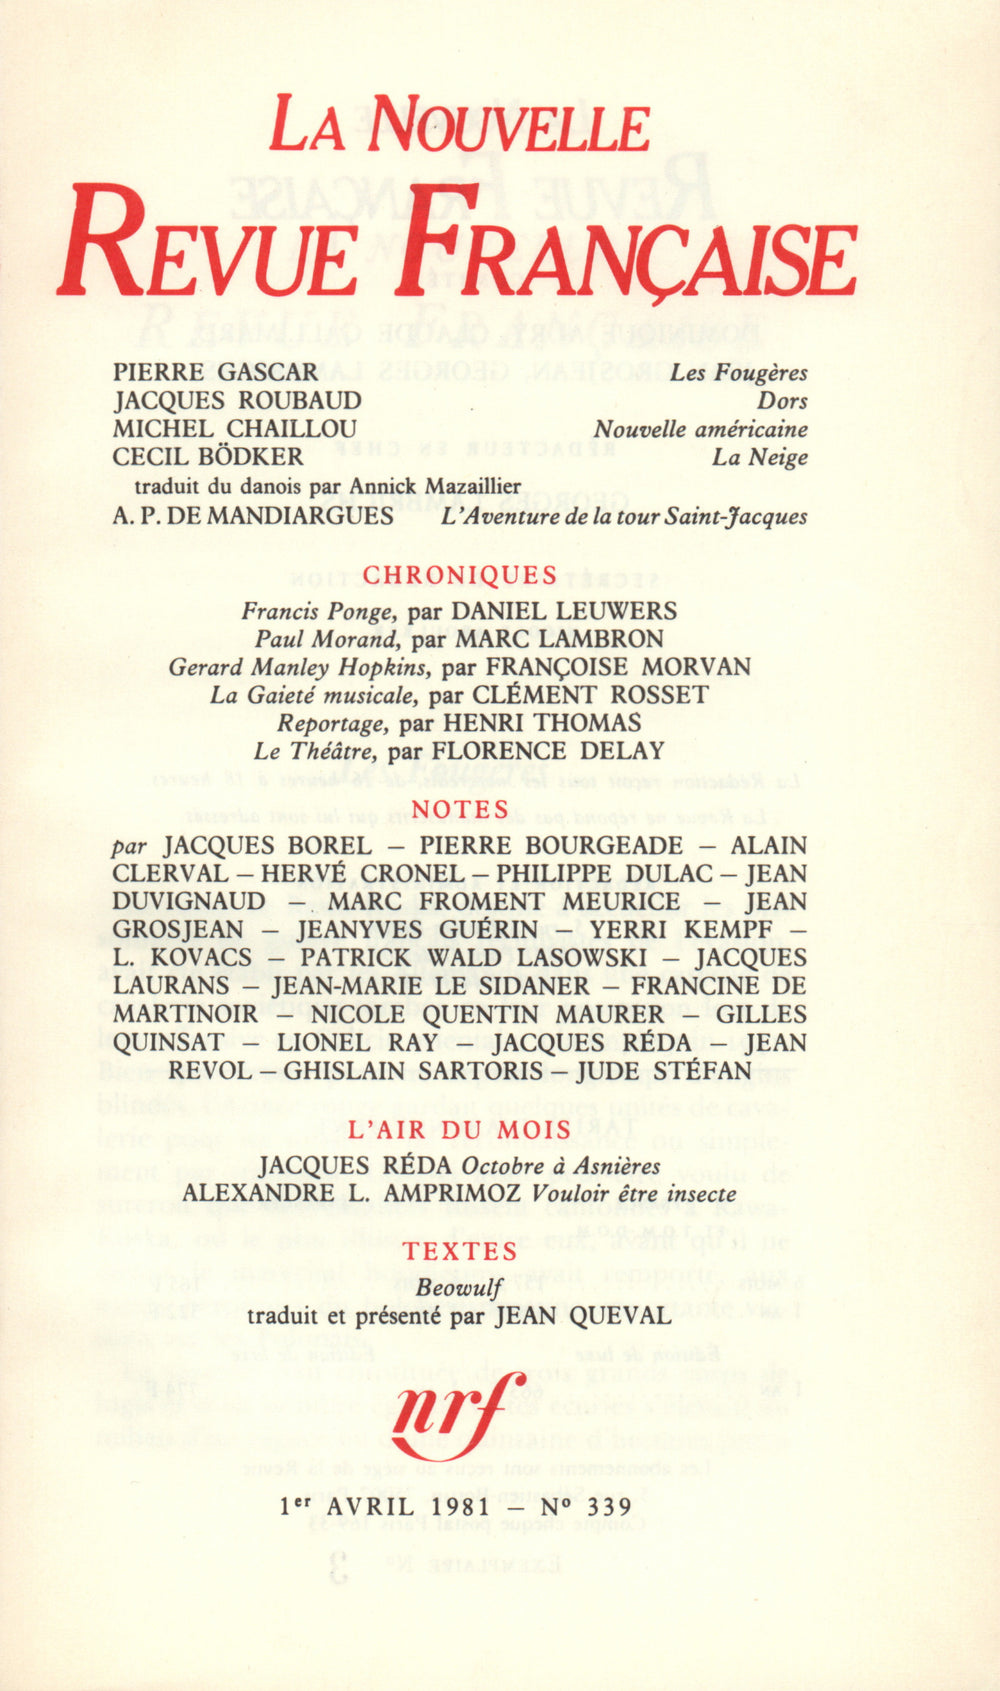 LA NOUVELLE
REVUE FRANÇAISE
PIERRE GASCAR Les Fougères
JACQUES ROUBAUD Dors
MICHEL CHAILLOU Nouvelle américaine
CECIL BÖDKER La Neige
traduit du danois par Annick Mazaillier
A. P. DE MANDIARGUES L'Aventure de la tour Saint-Jacques
CHRONIQUES
Francis Ponge, par DANIEL LEUWERS
Paul Morand, par MARC LAMBRON
Gerard Manley Hopkins, par FRANÇOISE MORVAN
La Gaieté musicale, par CLÉMENT ROSSET
Reportage, par HENRI THOMAS
Le Théâtre, par FLORENCE DELAY
NOTES
par JACQUES BOREL – PIERRE BOURGEADE – ALAIN
CLERVAL – HERVÉ CRONEL – PHILIPPE DULAC – JEAN
DUVIGNAUD – MARC FROMENT MEURICE – JEAN
GROSJEAN – JEANYVES GUÉRIN – YERRI KEMPF –
L. KOVACS – PATRICK WALD LASOWSKI – JACQUES
LAURANS – JEAN-MARIE LE SIDANER – FRANCINE DE
MARTINOIR – NICOLE QUENTIN MAURER – GILLES
QUINSAT – LIONEL RAY – JACQUES RÉDA – JEAN
REVOL – GHISLAIN SARTORIS – JUDE STÉFAN
L'AIR DU MOIS
JACQUES RÉDA Octobre à Asnières
ALEXANDRE L. AMPRIMOZ Vouloir être insecte
TEXTES
Beowulf
traduit et présenté par JEAN QUEVAL
nrf
1er AVRIL 1981 – Nº 339